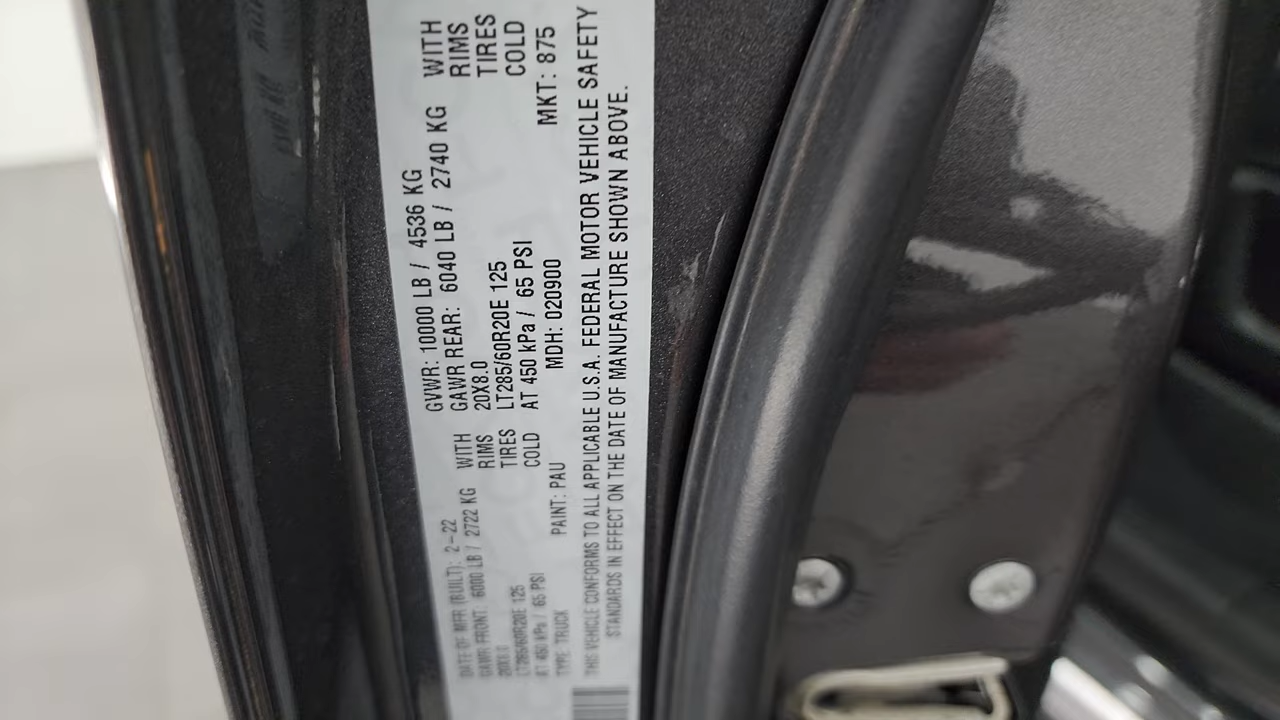 DATE OF MFR (BUILT): 2-22 GVWR: 10000 LB / 4536 KG
GAWR FRONT: 6000 LB / 2722 KG WITH GAWR REAR: 6040 LB / 2740 KG WITH
20X8.0 RIMS 20X8.0 RIMS
LT285/60R20E 125 TIRES LT285/60R20E 125 TIRES
AT 450 kPa / 65 PSI COLD AT 450 kPa / 65 PSI COLD
TYPE: TRUCK PAINT: PAU MDH: 020900 MKT: 875
THIS VEHICLE CONFORMS TO ALL APPLICABLE U.S.A. FEDERAL MOTOR VEHICLE SAFETY
STANDARDS IN EFFECT ON THE DATE OF MANUFACTURE SHOWN ABOVE.